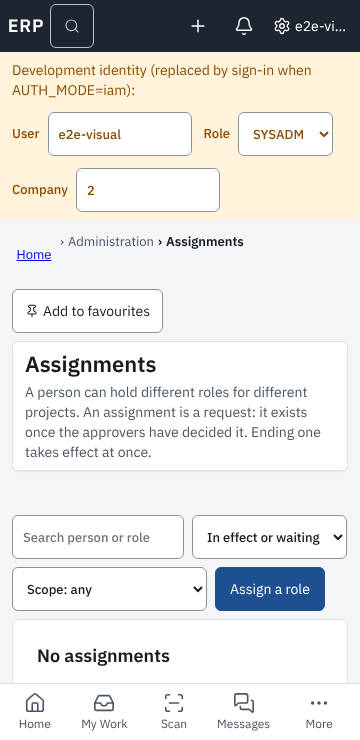 ERP e2e-vi...
Development identity (replaced by sign-in when
AUTH_MODE=iam):
User e2e-visual Role SYSADM
Company 2
Home › Administration › Assignments
Add to favourites
Assignments
A person can hold different roles for different
projects. An assignment is a request: it exists
once the approvers have decided it. Ending one
takes effect at once.
Search person or role In effect or waiting
Scope: any Assign a role
No assignments
Home My Work Scan Messages More